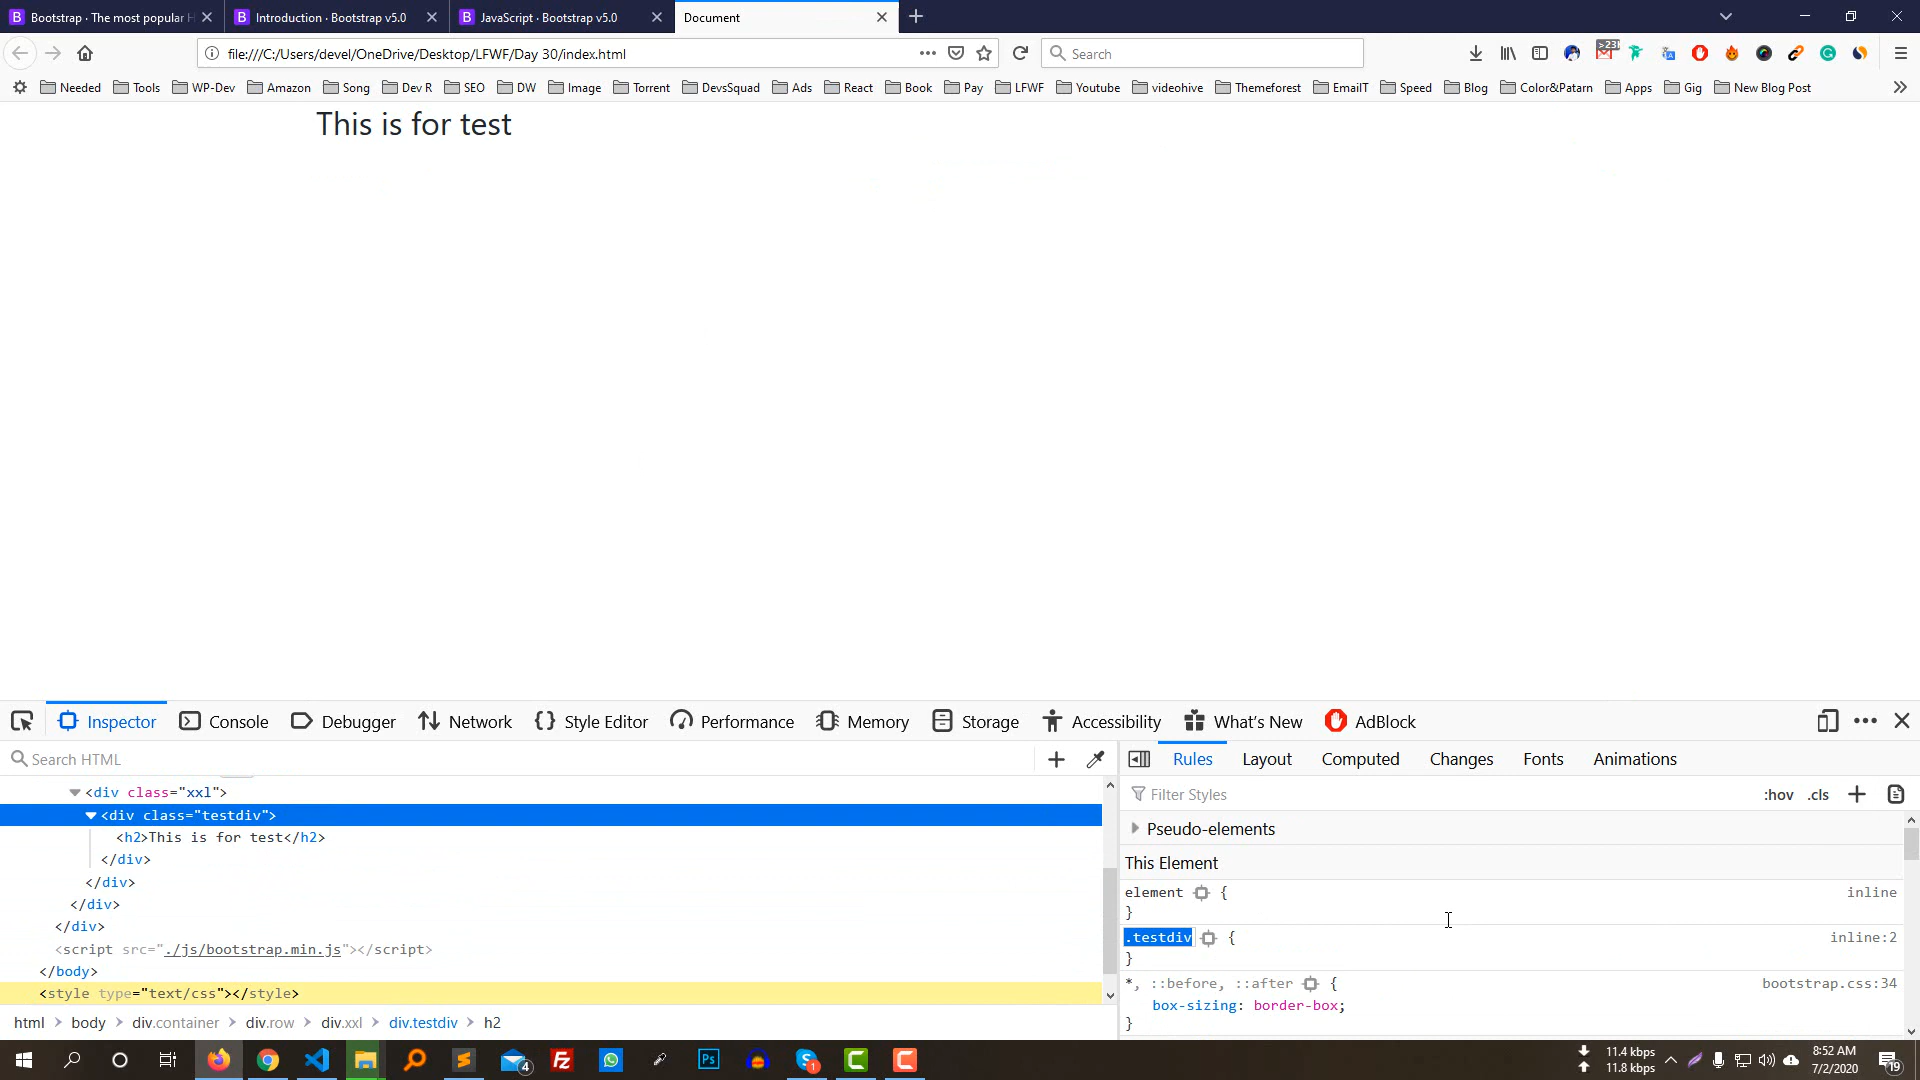 Bootstrap · The most popular H
Introduction · Bootstrap v5.0
JavaScript · Bootstrap v5.0
Document
file:///C:/Users/devel/OneDrive/Desktop/LFWF/Day 30/index.html
Search
>23k
Needed Tools WP-Dev Amazon Song Dev R SEO DW Image Torrent DevsSquad Ads React Book Pay LFWF Youtube videohive Themeforest EmailT Speed Blog Color&Patarn Apps Gig New Blog Post
This is for test
Inspector Console Debugger Network Style Editor Performance Memory Storage Accessibility What's New AdBlock
Search HTML
<div class="xxl">
<div class="testdiv">
<h2>This is for test</h2>
</div>
</div>
</div>
</div>
<script src="./js/bootstrap.min.js"></script>
</body>
<style type="text/css"></style>
html > body > div.container > div.row > div.xxl > div.testdiv > h2
Rules Layout Computed Changes Fonts Animations
Filter Styles
:hov .cls
Pseudo-elements
This Element
element {
inline
}
.testdiv {
inline:2
}
*, ::before, ::after {
bootstrap.css:34
box-sizing: border-box;
}
4
Fz
Ps
S 1
11.4 kbps
11.8 kbps
8:52 AM
7/2/2020
19